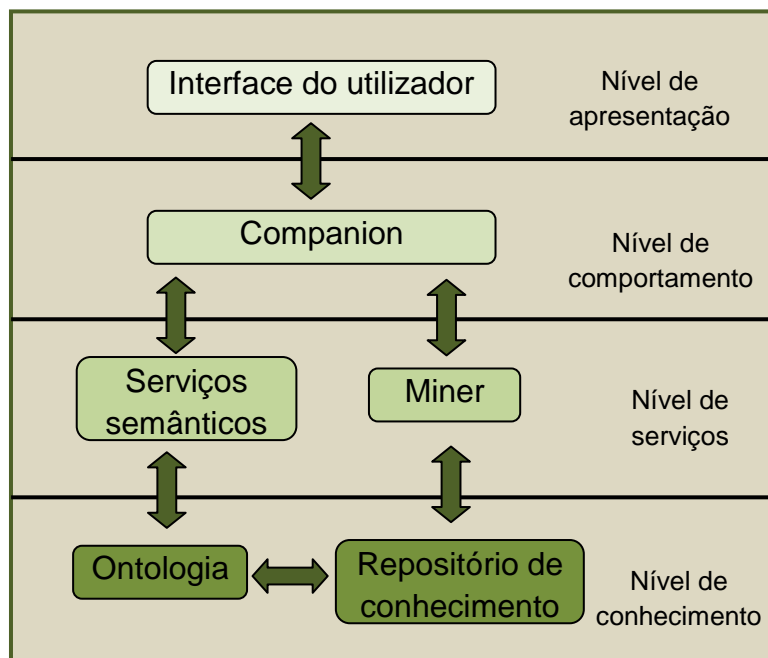 Interface do utilizador
Nível de
apresentação
Companion
Nível de
comportamento
Serviços
semânticos
Miner
Nível de
serviços
Ontologia
Repositório de
conhecimento
Nível de
conhecimento